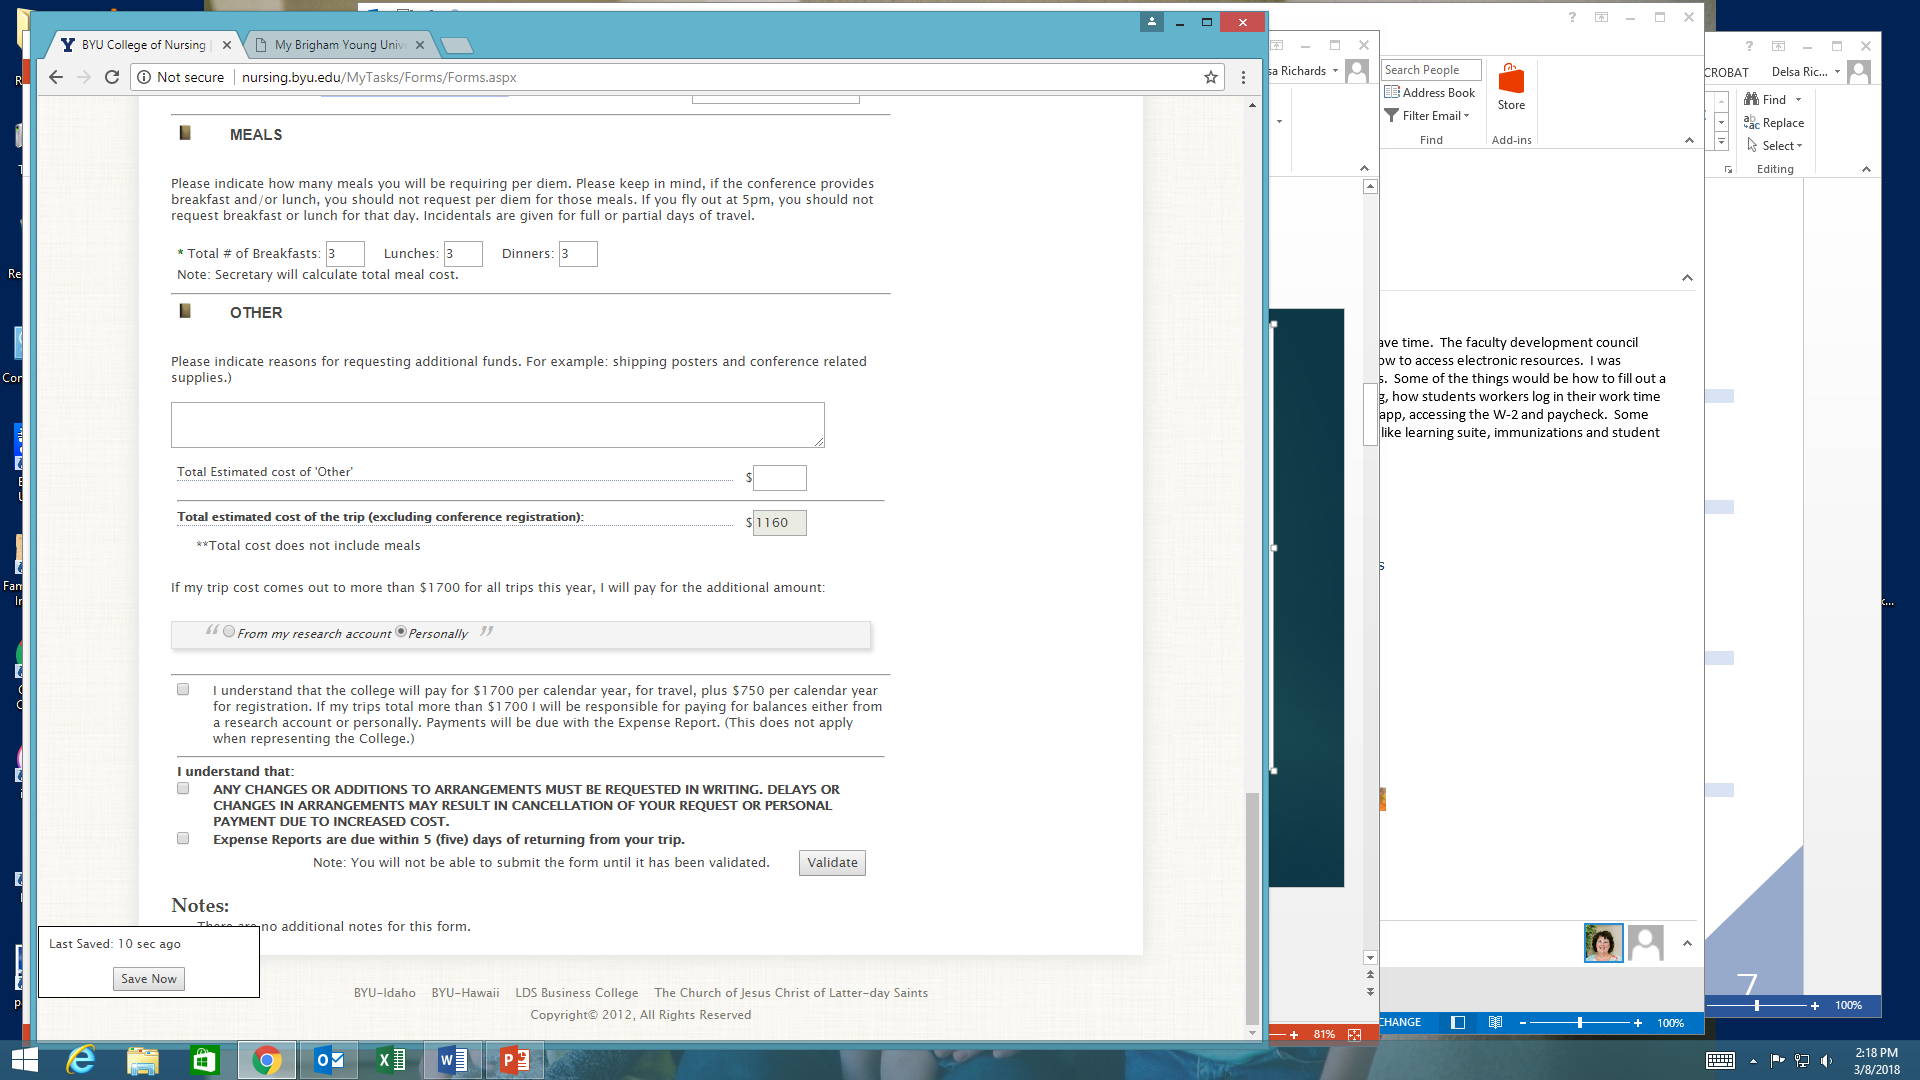 BYU College of Nursing
My Brigham Young Univ
Not secure
nursing.byu.edu/MyTasks/Forms/Forms.aspx
MEALS
Please indicate how many meals you will be requiring per diem. Please keep in mind, if the conference provides
breakfast and/or lunch, you should not request per diem for those meals. If you fly out at 5pm, you should not
request breakfast or lunch for that day. Incidentals are given for full or partial days of travel.
* Total # of Breakfasts: 3 Lunches: 3 Dinners: 3
Note: Secretary will calculate total meal cost.
OTHER
Please indicate reasons for requesting additional funds. For example: shipping posters and conference related
supplies.)
Total Estimated cost of 'Other' $
Total estimated cost of the trip (excluding conference registration): $ 1160
**Total cost does not include meals
If my trip cost comes out to more than $1700 for all trips this year, I will pay for the additional amount:
“ From my research account Personally ”
I understand that the college will pay for $1700 per calendar year, for travel, plus $750 per calendar year
for registration. If my trips total more than $1700 I will be responsible for paying for balances either from
a research account or personally. Payments will be due with the Expense Report. (This does not apply
when representing the College.)
I understand that:
ANY CHANGES OR ADDITIONS TO ARRANGEMENTS MUST BE REQUESTED IN WRITING. DELAYS OR
CHANGES IN ARRANGEMENTS MAY RESULT IN CANCELLATION OF YOUR REQUEST OR PERSONAL
PAYMENT DUE TO INCREASED COST.
Expense Reports are due within 5 (five) days of returning from your trip.
Note: You will not be able to submit the form until it has been validated. Validate
Notes:
There are no additional notes for this form.
Last Saved: 10 sec ago
Save Now
BYU-Idaho BYU-Hawaii LDS Business College The Church of Jesus Christ of Latter-day Saints
Copyright© 2012, All Rights Reserved
sa Richards
81%
Search People
Address Book
Filter Email
Find
Store
Add-ins
ave time. The faculty development council
ow to access electronic resources. I was
s. Some of the things would be how to fill out a
g, how students workers log in their work time
app, accessing the W-2 and paycheck. Some
like learning suite, immunizations and student
s
CHANGE
100%
CROBAT
Delsa Ric...
Find
Replace
Select
Editing
7
100%
2:18 PM
3/8/2018